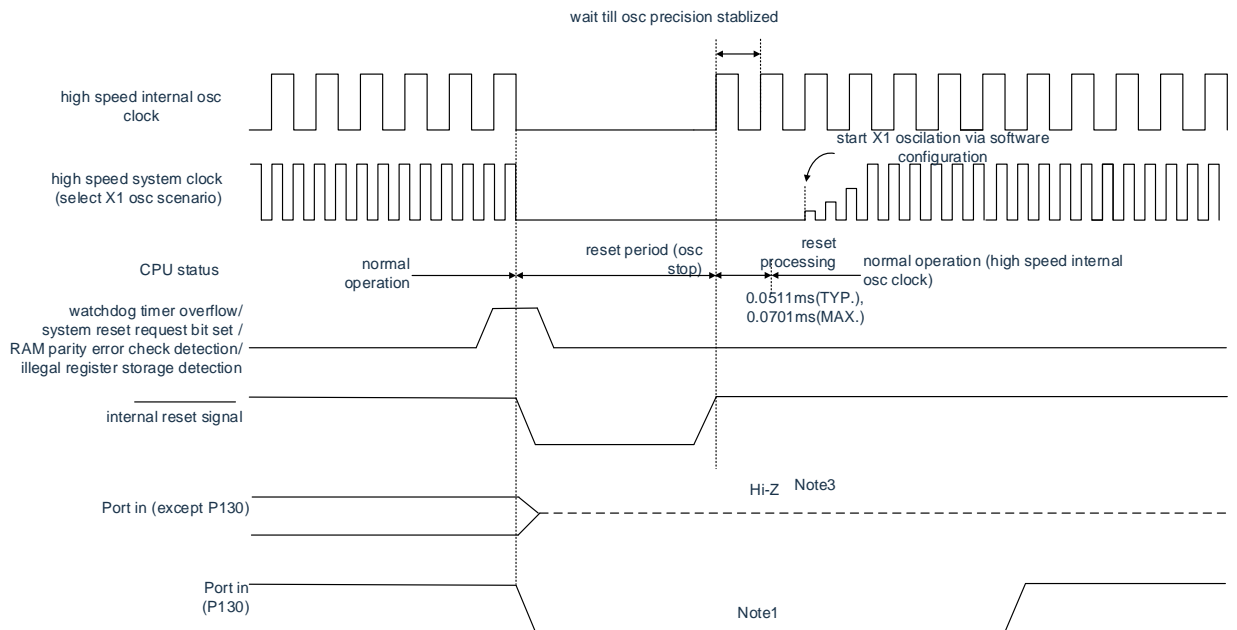 wait till osc precision stablized
high speed internal osc
clock
start X1 oscilation via software
configuration
high speed system clock
(select X1 osc scenario)
CPU status
normal
operation
reset period (osc
stop)
reset
processing
normal operation (high speed internal
osc clock)
0.0511ms(TYP.),
0.0701ms(MAX.)
watchdog timer overflow/
system reset request bit set /
RAM parity error check detection/
illegal register storage detection
internal reset signal
Hi-Z Note3
Port in (except P130)
Port in
(P130)
Note1